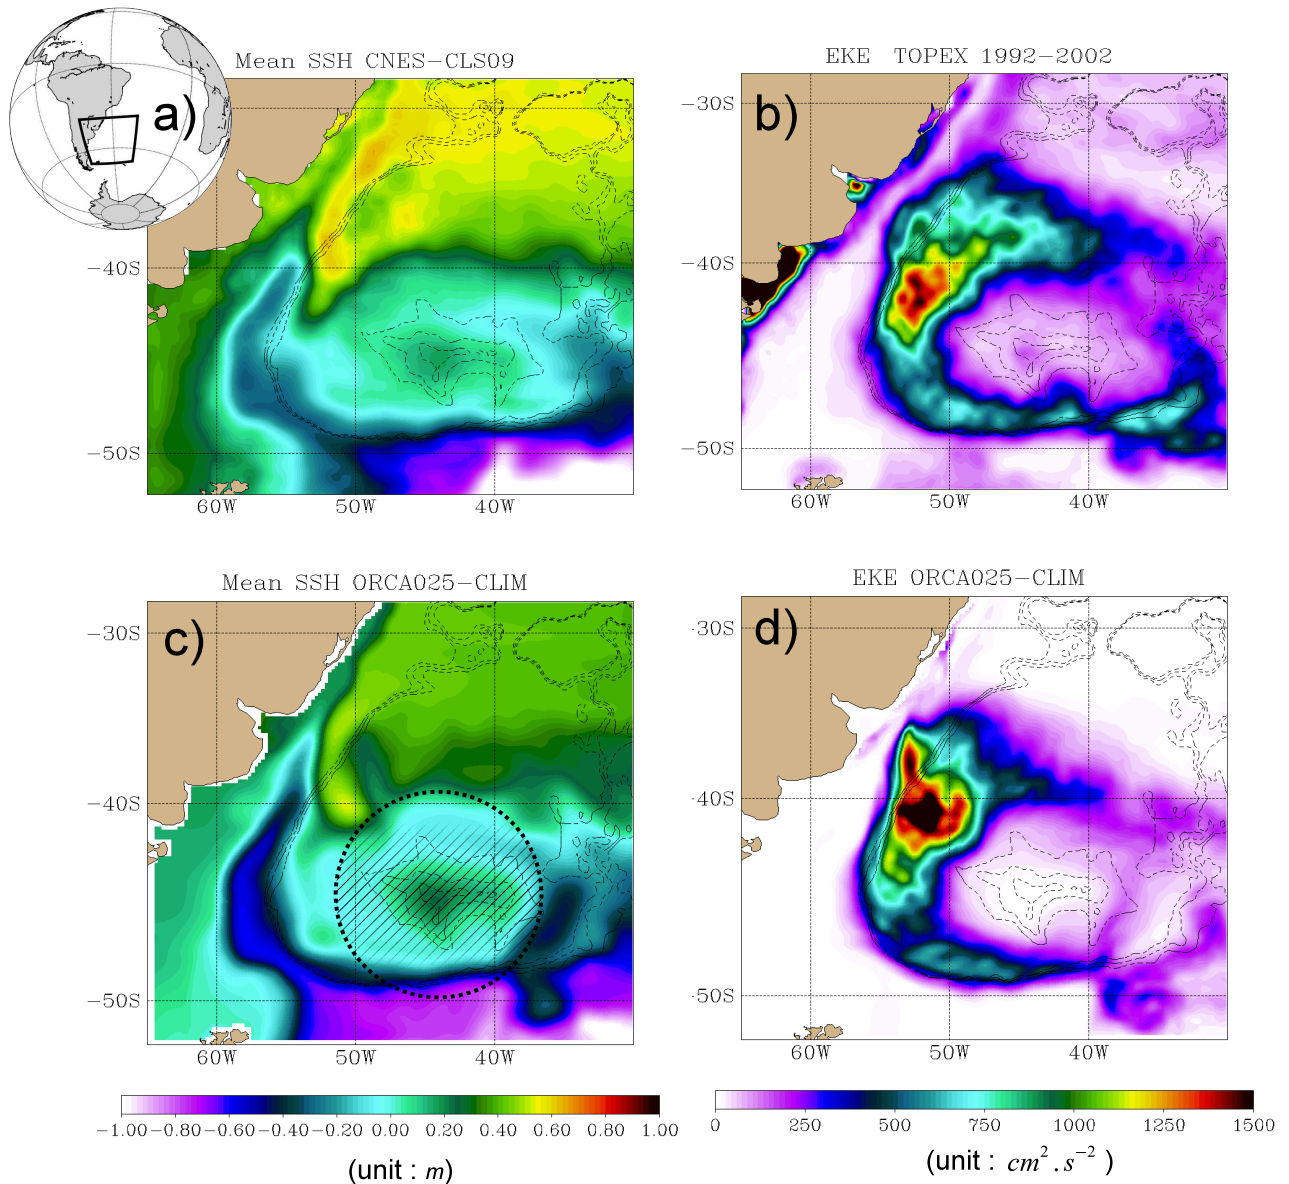 a)
Mean SSH CNES-CLS09
-40S
-50S
60W 50W 40W
EKE TOPEX 1992-2002
b)
-30S
-40S
-50S
60W 50W 40W
Mean SSH ORCA025-CLIM
c)
-30S
-40S
-50S
60W 50W 40W
EKE ORCA025-CLIM
d)
-30S
-40S
-50S
60W 50W 40W
-1.00 -0.80 -0.60 -0.40 -0.20 0.00 0.20 0.40 0.60 0.80 1.00
(unit : m)
0 250 500 750 1000 1250 1500
(unit : cm².s⁻² )